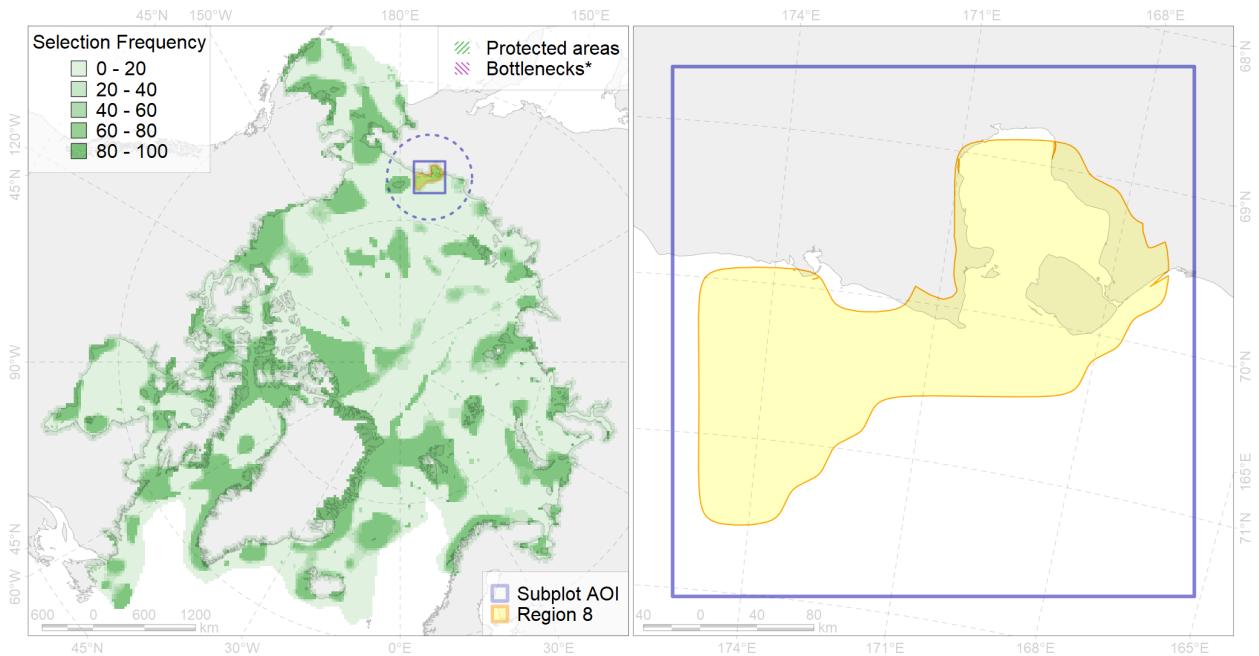 45°N 150°W 180°E 150°E
174°E 171°E 168°E
Selection Frequency
0 - 20
20 - 40
40 - 60
60 - 80
80 - 100
Protected areas
Bottlenecks*
120°W
45°N
90°W
45°N
60°W
68°N
69°N
70°N
165°E
71°N
Subplot AOI
Region 8
600 0 600 1200
km
40 0 40 80
km
45°N 30°W 0°E 30°E
174°E 171°E 168°E 165°E